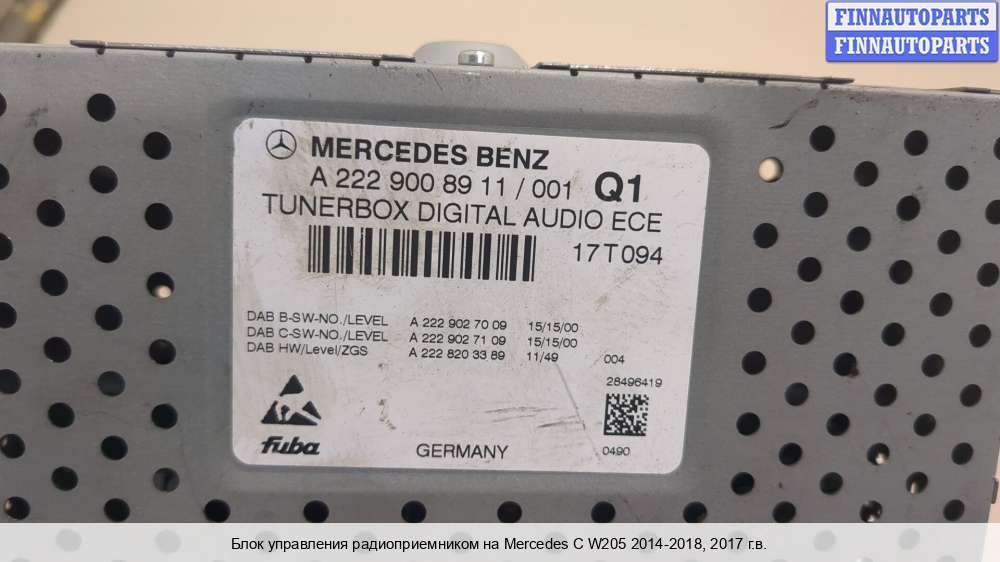 FINNAUTOPARTS
FINNAUTOPARTS
MERCEDES BENZ
A 222 900 89 11 / 001 Q1
TUNERBOX DIGITAL AUDIO ECE
17T094
DAB B-SW-NO./LEVEL A 222 902 70 09 15/15/00
DAB C-SW-NO./LEVEL A 222 902 71 09 15/15/00
DAB HW/Level/ZGS A 222 820 33 89 11/49 004
28496419
fuba GERMANY 0490
Блок управления радиоприемником на Mercedes C W205 2014-2018, 2017 г.в.